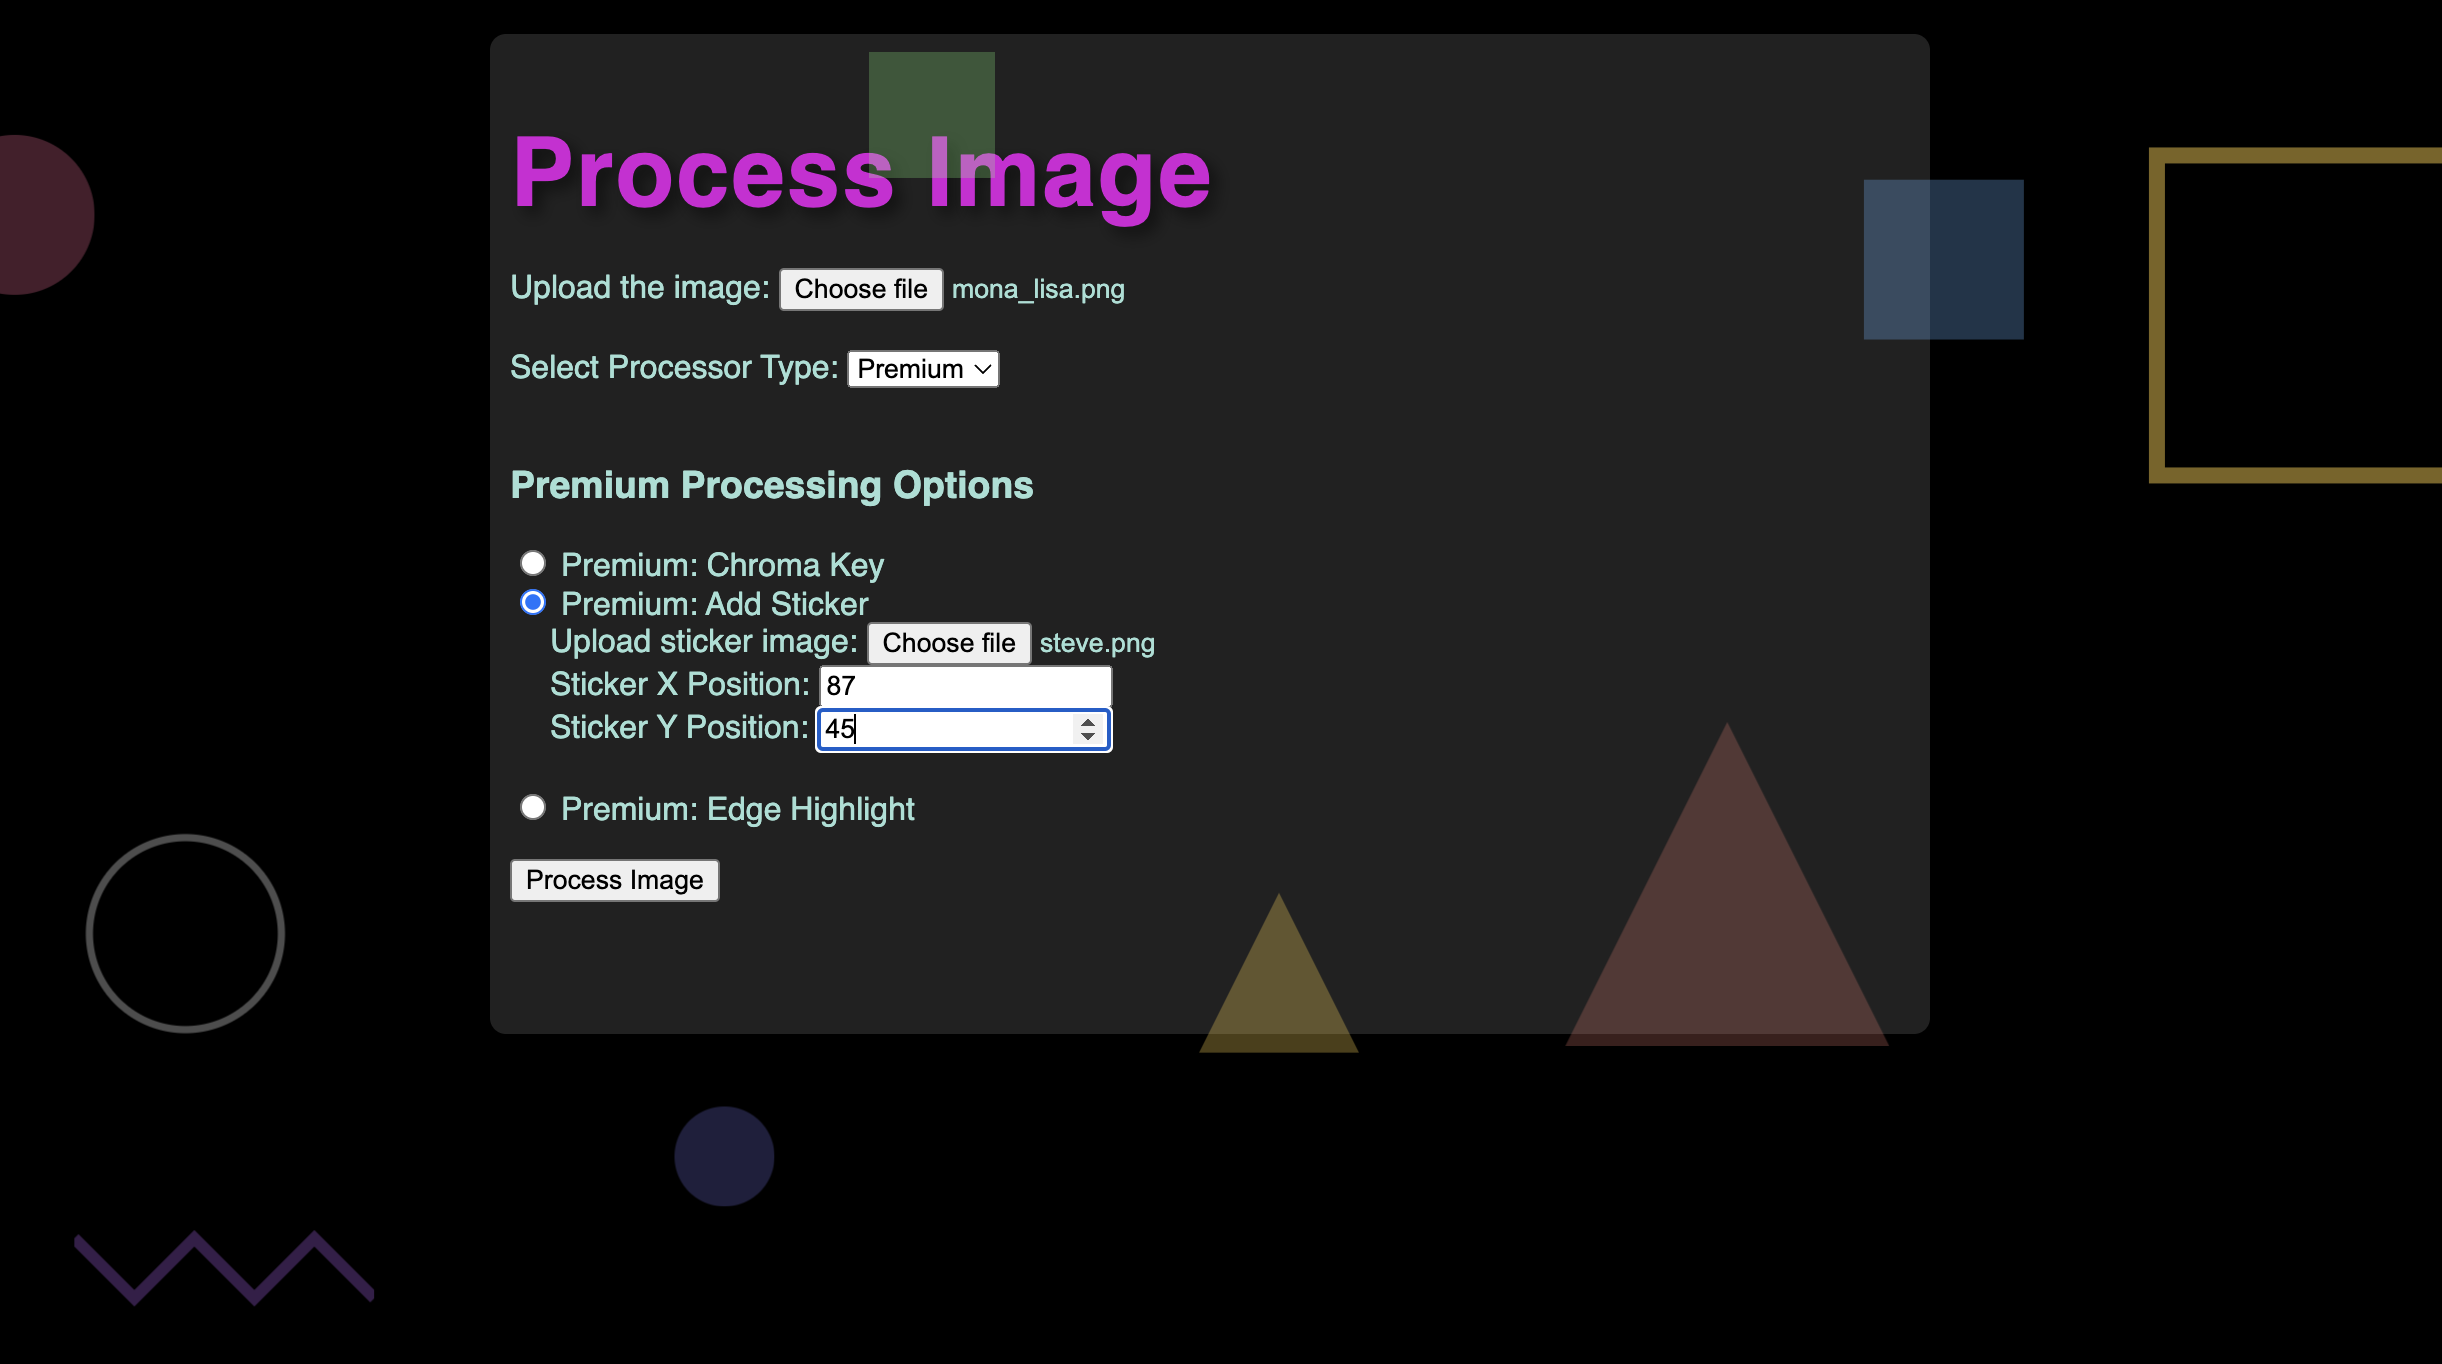 Process Image
Upload the image: Choose file mona_lisa.png
Select Processor Type: Premium
Premium Processing Options
Premium: Chroma Key
Premium: Add Sticker
Upload sticker image: Choose file steve.png
Sticker X Position: 87
Sticker Y Position: 45
Premium: Edge Highlight
Process Image